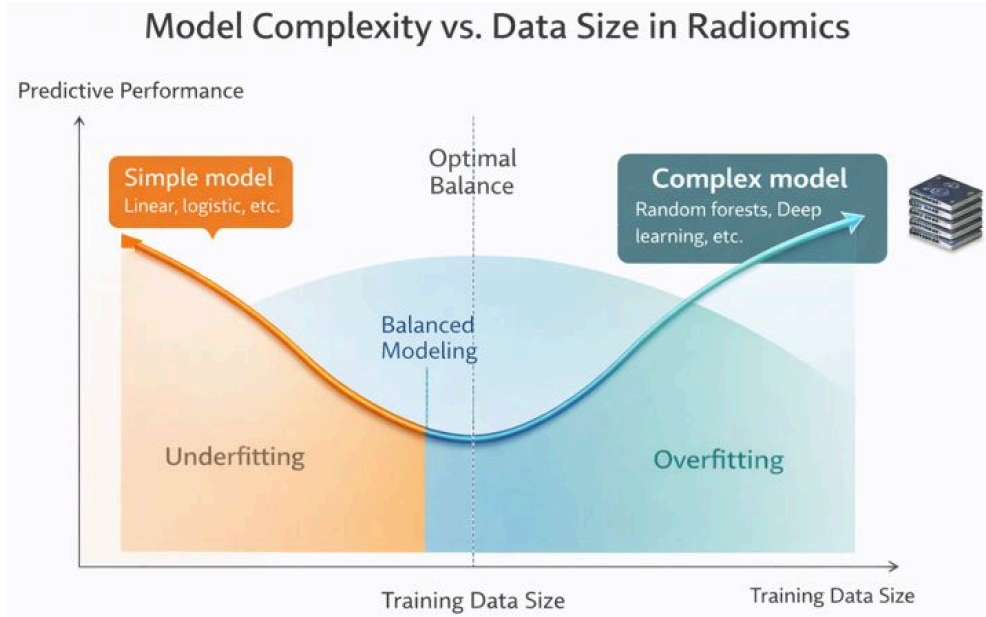 Model Complexity vs. Data Size in Radiomics
Predictive Performance
Simple model
Linear, logistic, etc.
Optimal
Balance
Complex model
Random forests, Deep
learning, etc.
Balanced
Modeling
Underfitting
Overfitting
Training Data Size
Training Data Size